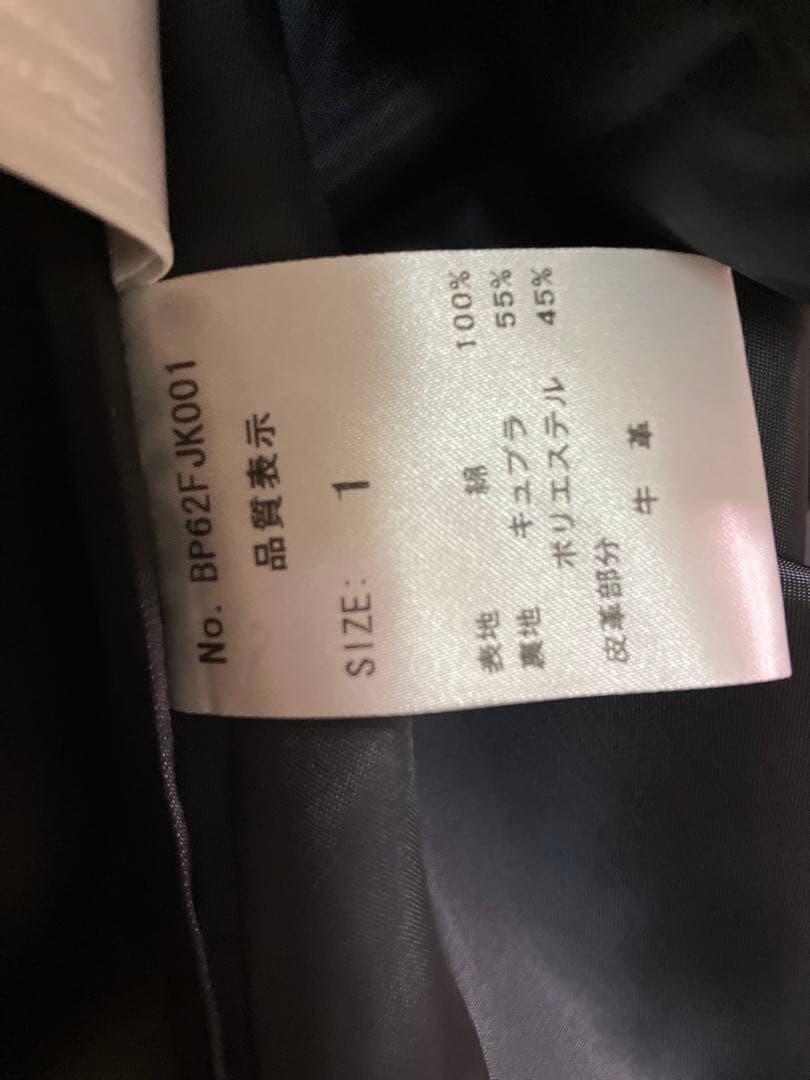 No. BP62FJK001
品質表示
SIZE: 1
表地 綿 100%
裏地 キュプラ 55%
ポリエステル 45%
皮革部分
牛革